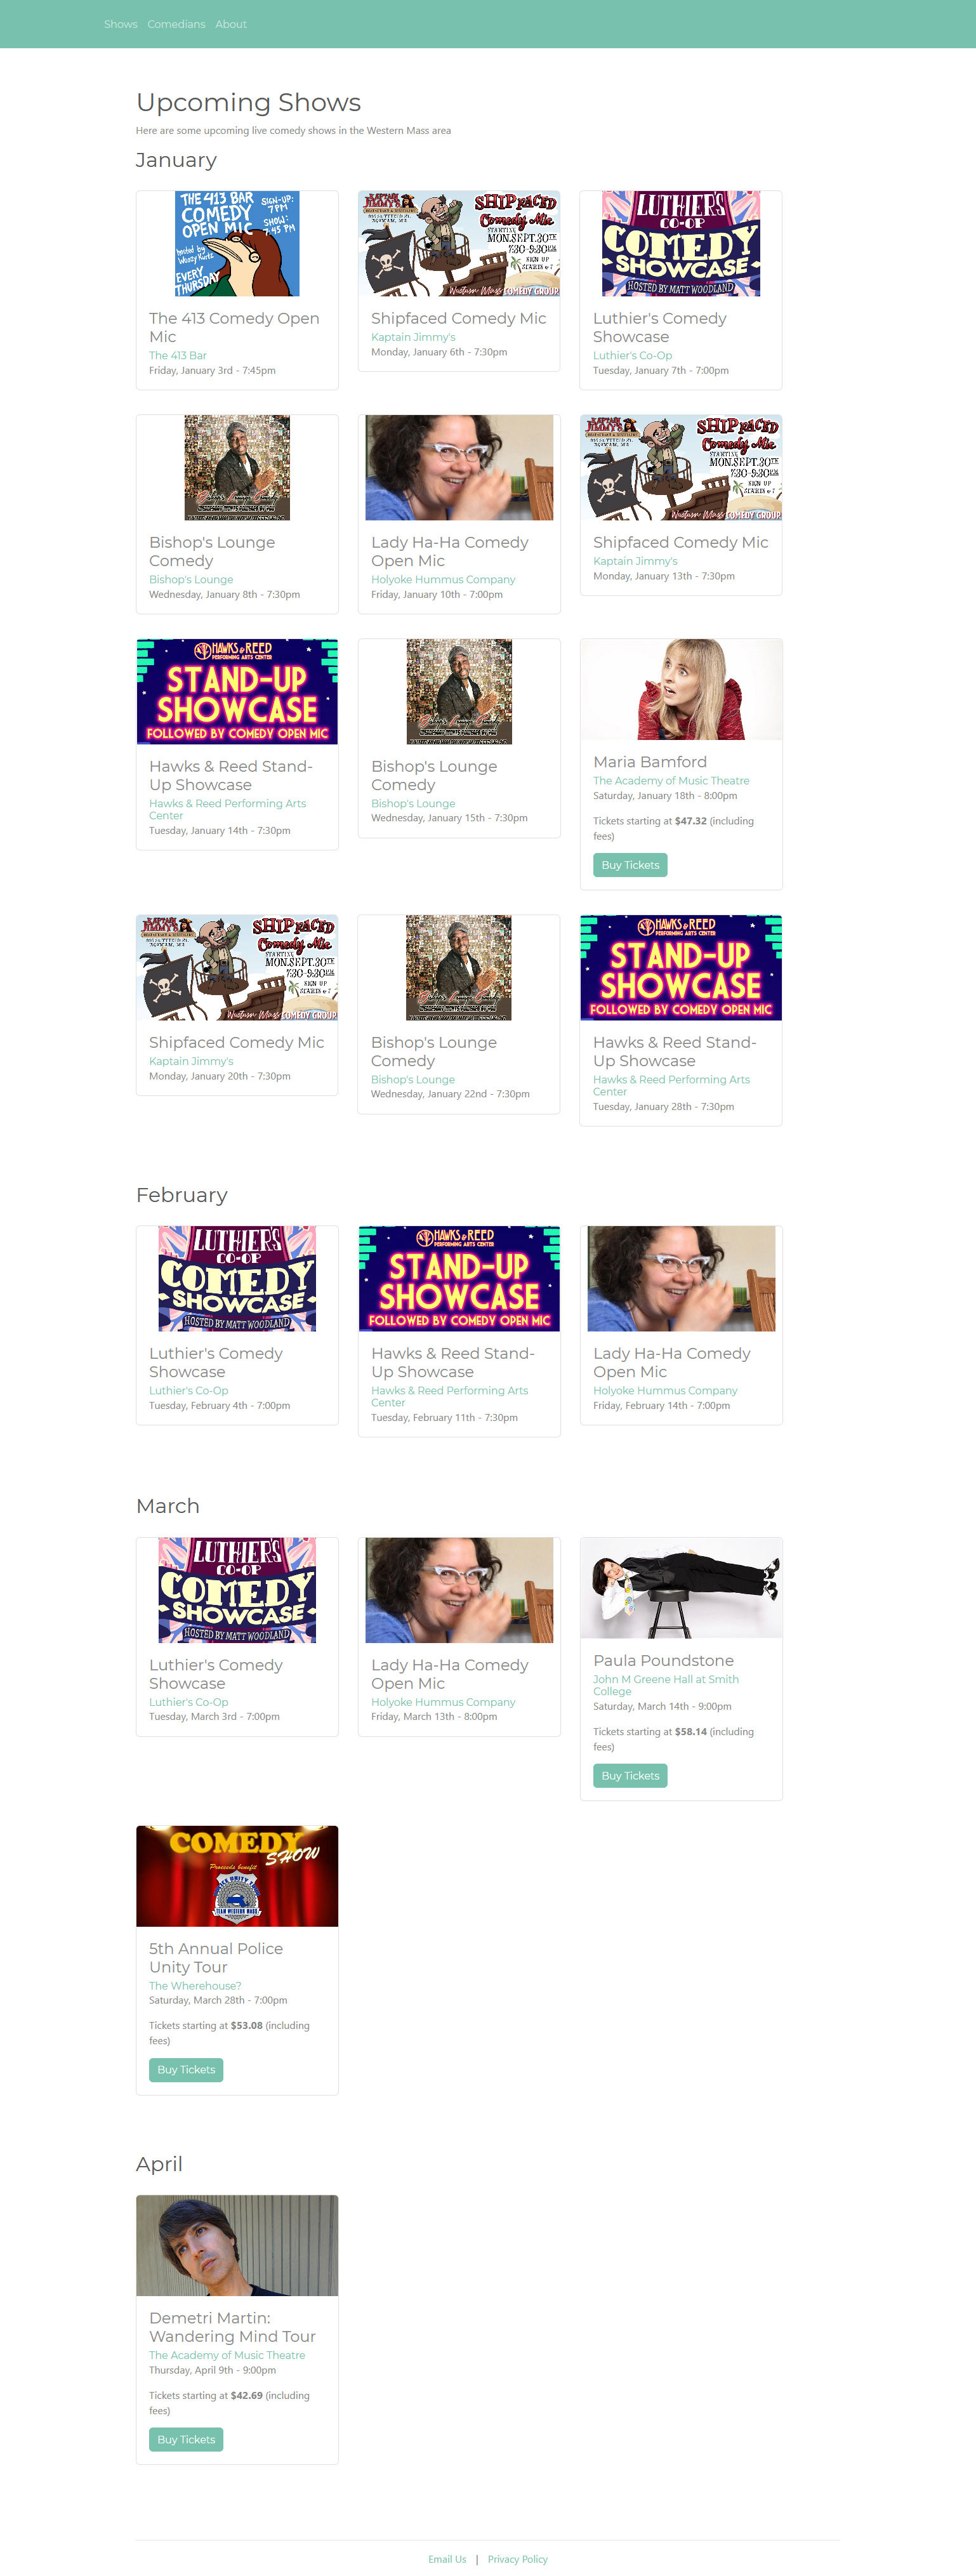 Shows Comedians About
Upcoming Shows
Here are some upcoming live comedy shows in the Western Mass area
January
THE 413 BAR
COMEDY
OPEN MIC
SIGN-UP:
7PM
SHOW:
7:45 PM
hosted by
Woozy Kurtz
EVERY
THURSDAY
The 413 Comedy Open
Mic
The 413 Bar
Friday, January 3rd - 7:45pm
KAPTAIN
JIMMY'S
SHIPFACED
Comedy Mic
STARTING
MON.SEPT.30TH
7:30-9:30PM
SIGN UP
STARTS @ 7
Western Mass COMEDY GROUP
Shipfaced Comedy Mic
Kaptain Jimmy's
Monday, January 6th - 7:30pm
LUTHIER'S
CO-OP
COMEDY
SHOWCASE
HOSTED BY MATT WOODLAND
Luthier's Comedy
Showcase
Luthier's Co-Op
Tuesday, January 7th - 7:00pm
Bishop's Lounge
Comedy
Bishop's Lounge
Wednesday, January 8th - 7:30pm
Lady Ha-Ha Comedy
Open Mic
Holyoke Hummus Company
Friday, January 10th - 7:00pm
KAPTAIN
JIMMY'S
SHIPFACED
Comedy Mic
STARTING
MON.SEPT.30TH
7:30-9:30PM
SIGN UP
STARTS @ 7
Western Mass COMEDY GROUP
Shipfaced Comedy Mic
Kaptain Jimmy's
Monday, January 13th - 7:30pm
HAWKS & REED
PERFORMING ARTS CENTER
STAND-UP
SHOWCASE
FOLLOWED BY COMEDY OPEN MIC
Hawks & Reed Stand-
Up Showcase
Hawks & Reed Performing Arts
Center
Tuesday, January 14th - 7:30pm
Bishop's Lounge
Comedy
Bishop's Lounge
Wednesday, January 15th - 7:30pm
Maria Bamford
The Academy of Music Theatre
Saturday, January 18th - 8:00pm
Tickets starting at $47.32 (including
fees)
Buy Tickets
KAPTAIN
JIMMY'S
SHIPFACED
Comedy Mic
STARTING
MON.SEPT.30TH
7:30-9:30PM
SIGN UP
STARTS @ 7
Western Mass COMEDY GROUP
Shipfaced Comedy Mic
Kaptain Jimmy's
Monday, January 20th - 7:30pm
Bishop's Lounge
Comedy
Bishop's Lounge
Wednesday, January 22nd - 7:30pm
HAWKS & REED
PERFORMING ARTS CENTER
STAND-UP
SHOWCASE
FOLLOWED BY COMEDY OPEN MIC
Hawks & Reed Stand-
Up Showcase
Hawks & Reed Performing Arts
Center
Tuesday, January 28th - 7:30pm
February
LUTHIER'S
CO-OP
COMEDY
SHOWCASE
HOSTED BY MATT WOODLAND
Luthier's Comedy
Showcase
Luthier's Co-Op
Tuesday, February 4th - 7:00pm
HAWKS & REED
PERFORMING ARTS CENTER
STAND-UP
SHOWCASE
FOLLOWED BY COMEDY OPEN MIC
Hawks & Reed Stand-
Up Showcase
Hawks & Reed Performing Arts
Center
Tuesday, February 11th - 7:30pm
Lady Ha-Ha Comedy
Open Mic
Holyoke Hummus Company
Friday, February 14th - 7:00pm
March
LUTHIER'S
CO-OP
COMEDY
SHOWCASE
HOSTED BY MATT WOODLAND
Luthier's Comedy
Showcase
Luthier's Co-Op
Tuesday, March 3rd - 7:00pm
Lady Ha-Ha Comedy
Open Mic
Holyoke Hummus Company
Friday, March 13th - 8:00pm
Paula Poundstone
John M Greene Hall at Smith
College
Saturday, March 14th - 9:00pm
Tickets starting at $58.14 (including
fees)
Buy Tickets
COMEDY
SHOW
Proceeds benefit
TEAM WESTERN MASS
5th Annual Police
Unity Tour
The Wherehouse?
Saturday, March 28th - 7:00pm
Tickets starting at $53.08 (including
fees)
Buy Tickets
April
Demetri Martin:
Wandering Mind Tour
The Academy of Music Theatre
Thursday, April 9th - 9:00pm
Tickets starting at $42.69 (including
fees)
Buy Tickets
Email Us | Privacy Policy